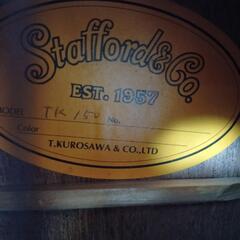 Stafford & Co.
EST. 1957
MODEL TK 150 No.
Color
T.KUROSAWA & CO.,LTD